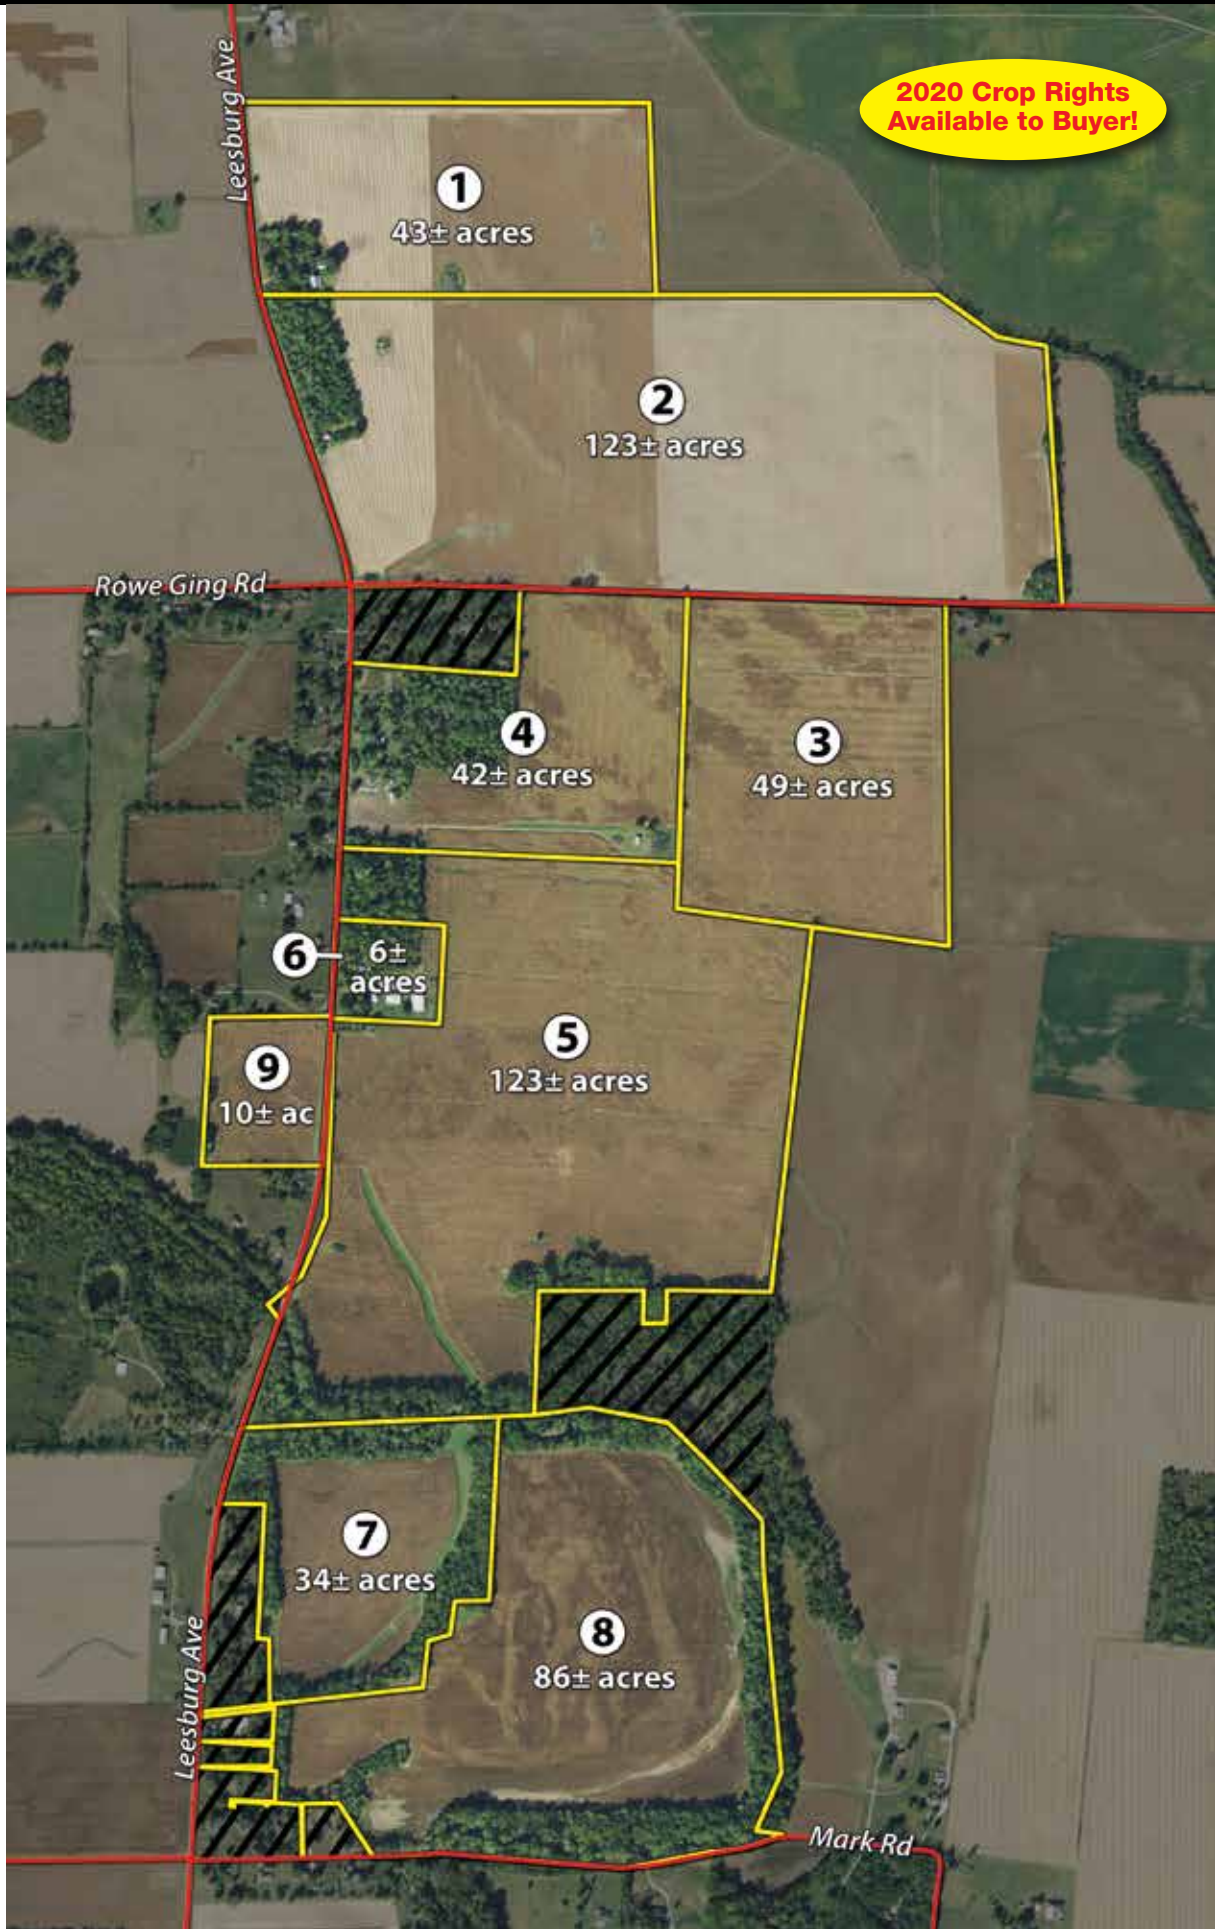 2020 Crop Rights
Available to Buyer!
Leesburg Ave
1
43± acres
2
123± acres
Rowe Ging Rd
4
42± acres
3
49± acres
6
6±
acres
5
123± acres
9
10± ac
7
34± acres
8
86± acres
Leesburg Ave
Mark Rd